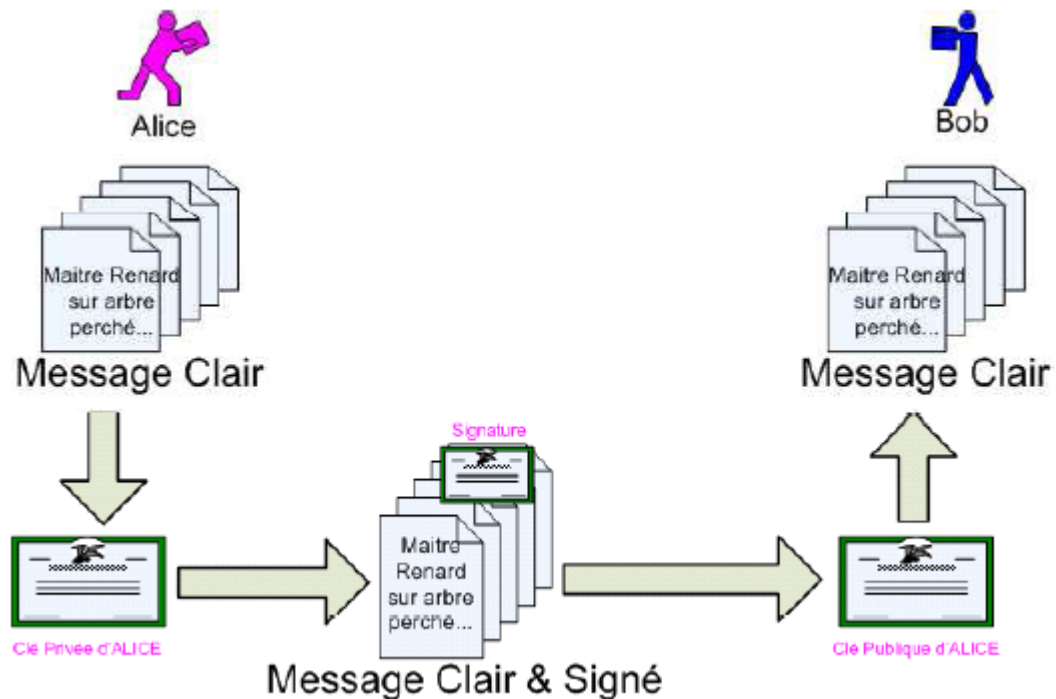 Alice
Bob
Maitre Renard
sur arbre
perché...
Message Clair
Maitre Renard
sur arbre
perché...
Message Clair
Signature
Maitre
Renard
sur arbre
perché...
Clé Privée d'ALICE
Clé Publique d'ALICE
Message Clair & Signé